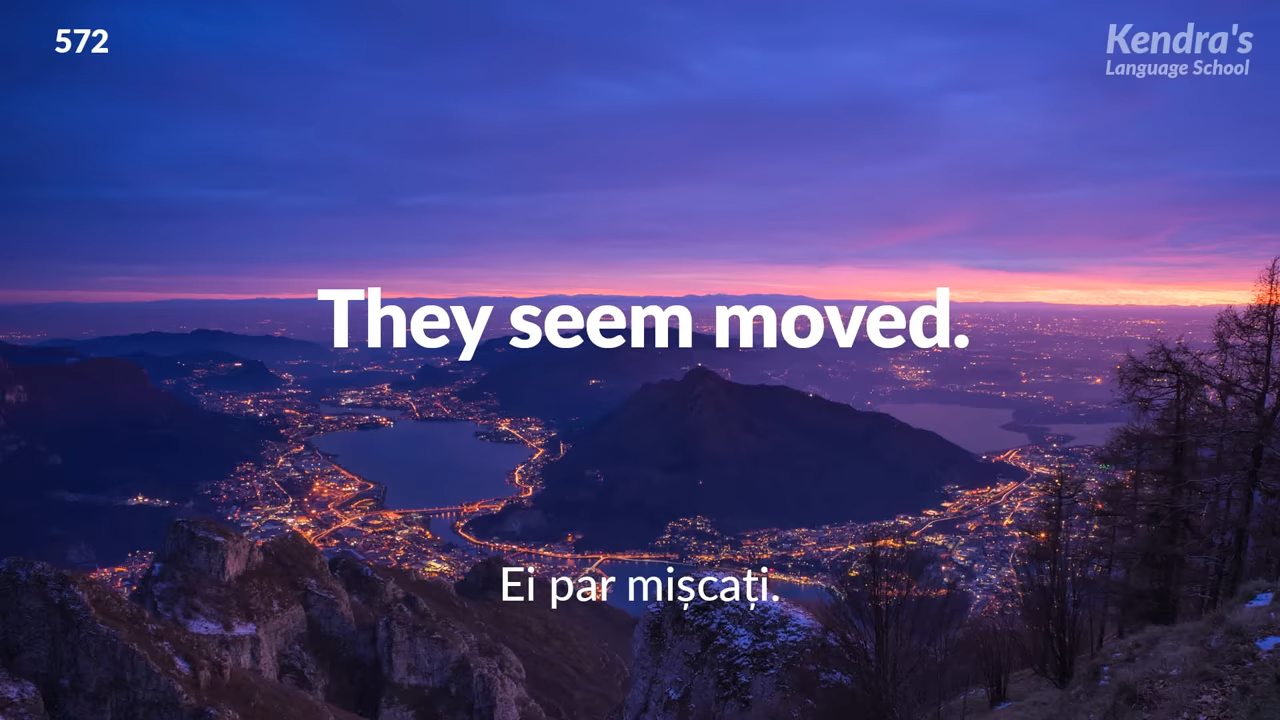 572
Kendra's
Language School
They seem moved.
Ei par mișcați.